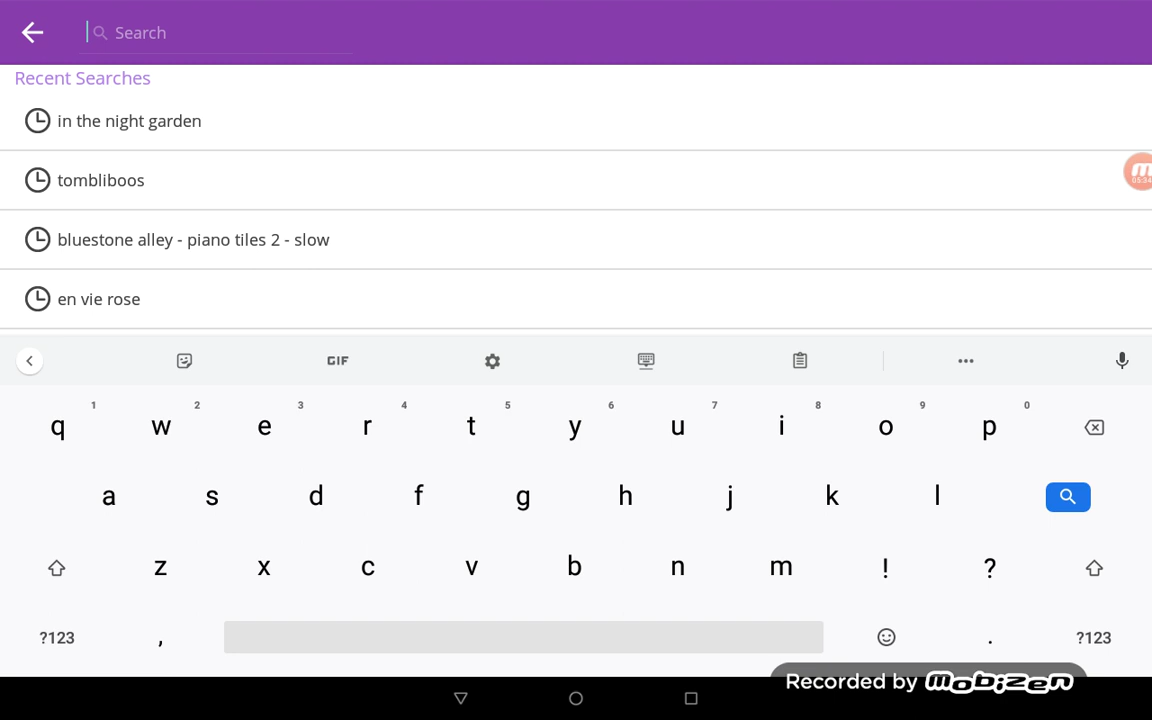 Search
Recent Searches
in the night garden
tombliboos
bluestone alley - piano tiles 2 - slow
en vie rose
GIF
1 2 3 4 5 6 7 8 9 0
q w e r t y u i o p
a s d f g h j k l
z x c v b n m ! ?
?123 , . ?123
Recorded by mobizen